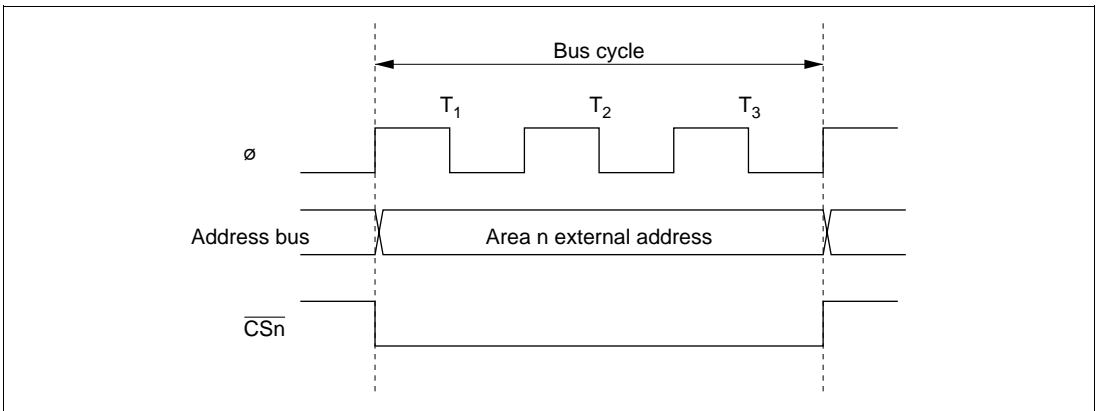 Bus cycle
T1 T2 T3
ø
Address bus Area n external address
CSn